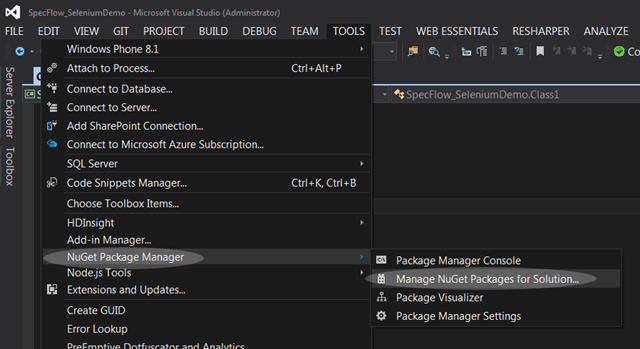 SpecFlow_SeleniumDemo - Microsoft Visual Studio (Administrator)
FILE EDIT VIEW GIT PROJECT BUILD DEBUG TEAM TOOLS TEST WEB ESSENTIALS RESHARPER ANALYZE
Windows Phone 8.1
Attach to Process... Ctrl+Alt+P
Connect to Database...
Connect to Server...
Add SharePoint Connection...
Connect to Microsoft Azure Subscription...
SQL Server
Code Snippets Manager... Ctrl+K, Ctrl+B
Choose Toolbox Items...
HDInsight
Add-in Manager...
NuGet Package Manager
Node.js Tools
Extensions and Updates...
Create GUID
Error Lookup
PreEmptive Dotfuscator and Analytics
Package Manager Console
Manage NuGet Packages for Solution...
Package Visualizer
Package Manager Settings
SpecFlow_SeleniumDemo.Class1
Server Explorer
Toolbox